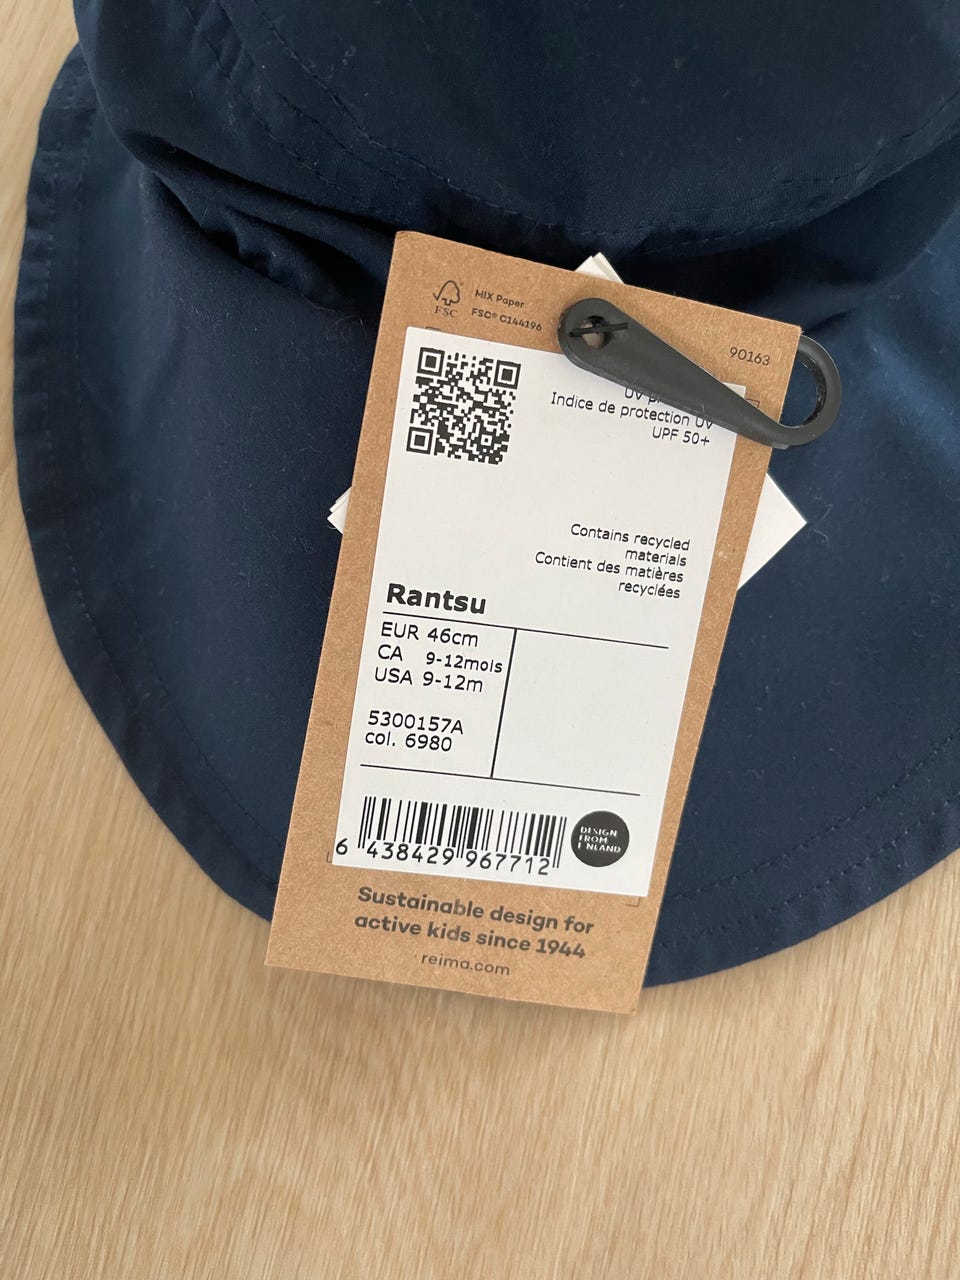 FSC
MIX Paper
FSC® C144196
90163
Indice de protection UV
UPF 50+
Contains recycled
materials
Contient des matières
recyclées
Rantsu
EUR 46cm
CA 9-12mois
USA 9-12m
5300157A
col. 6980
6 438429 967712
DESIGN
FROM
FINLAND
Sustainable design for
active kids since 1944
reima.com